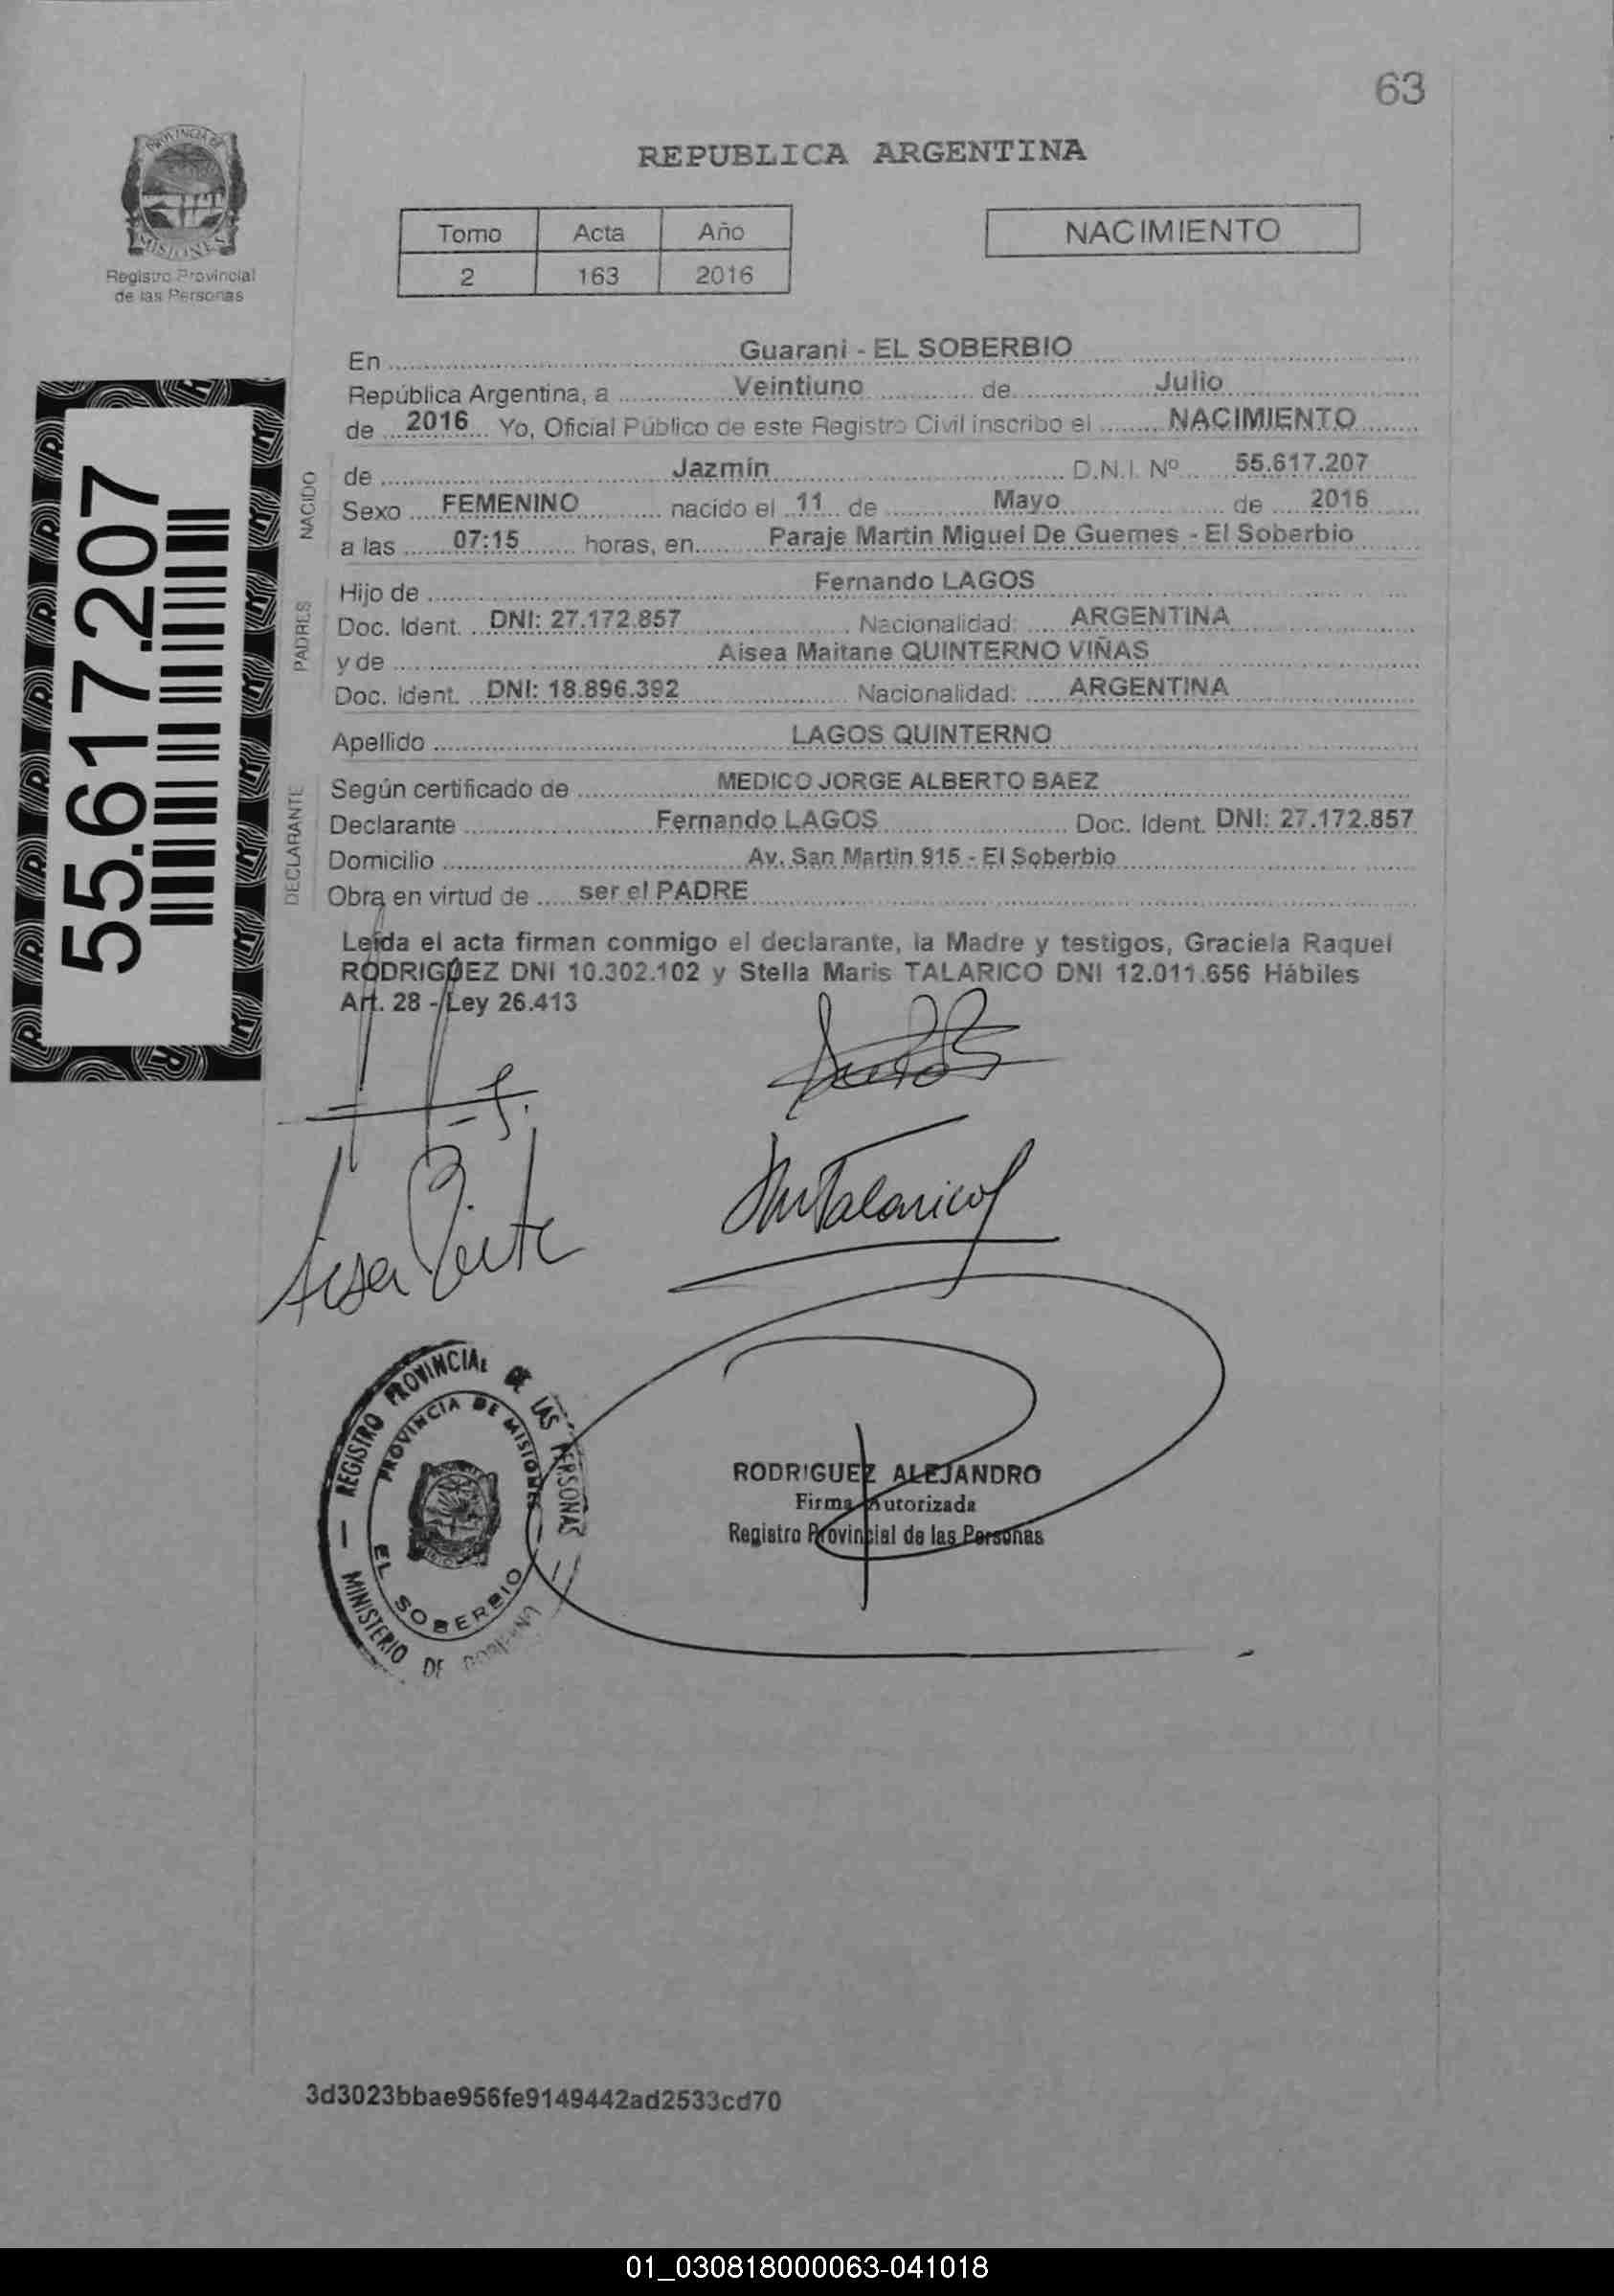 63
PROVINCIA DE
MISIONES
Registro Provincial
de las Personas
REPUBLICA ARGENTINA
Tomo Acta Año
2 163 2016
NACIMIENTO
En Guarani - EL SOBERBIO
República Argentina, a Veintiuno de Julio
de 2016 Yo, Oficial Público de este Registro Civil inscribo el NACIMIENTO
NACIDO
de Jazmín D.N.I. Nº 55.617.207
Sexo FEMENINO nacido el 11 de Mayo de 2016
a las 07:15 horas, en Paraje Martin Miguel De Guemes - El Soberbio
PADRES
Hijo de Fernando LAGOS
Doc. Ident. DNI: 27.172.857 Nacionalidad: ARGENTINA
y de Aisea Maitane QUINTERNO VIÑAS
Doc. Ident. DNI: 18.896.392 Nacionalidad: ARGENTINA
Apellido LAGOS QUINTERNO
DECLARANTE
Según certificado de MEDICO JORGE ALBERTO BAEZ
Declarante Fernando LAGOS Doc. Ident. DNI: 27.172.857
Domicilio Av. San Martin 915 - El Soberbio
Obra en virtud de ser el PADRE
Leída el acta firman conmigo el declarante, la Madre y testigos, Graciela Raquel
RODRIGUEZ DNI 10.302.102 y Stella Maris TALARICO DNI 12.011.656 Hábiles
Art. 28 - Ley 26.413
55.617.207
Talarico
REGISTRO PROVINCIAL DE LAS PERSONAS
PROVINCIA DE MISIONES
EL SOBERBIO
MINISTERIO DE
RODRIGUEZ ALEJANDRO
Firma Autorizada
Registro Provincial de las Personas
3d3023bbae956fe9149442ad2533cd70
01_030818000063-041018